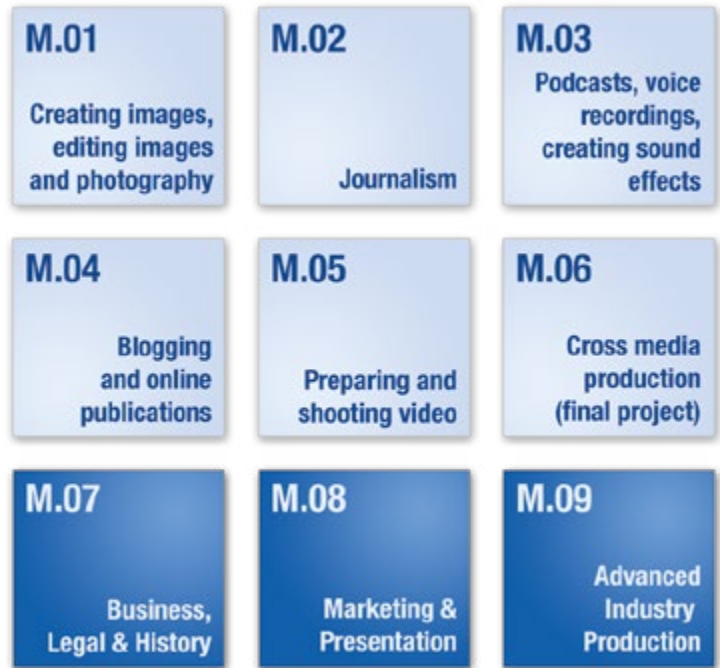 M.01
Creating images,
editing images
and photography
M.02
Journalism
M.03
Podcasts, voice
recordings,
creating sound
effects
M.04
Blogging
and online
publications
M.05
Preparing and
shooting video
M.06
Cross media
production
(final project)
M.07
Business,
Legal & History
M.08
Marketing &
Presentation
M.09
Advanced
Industry
Production